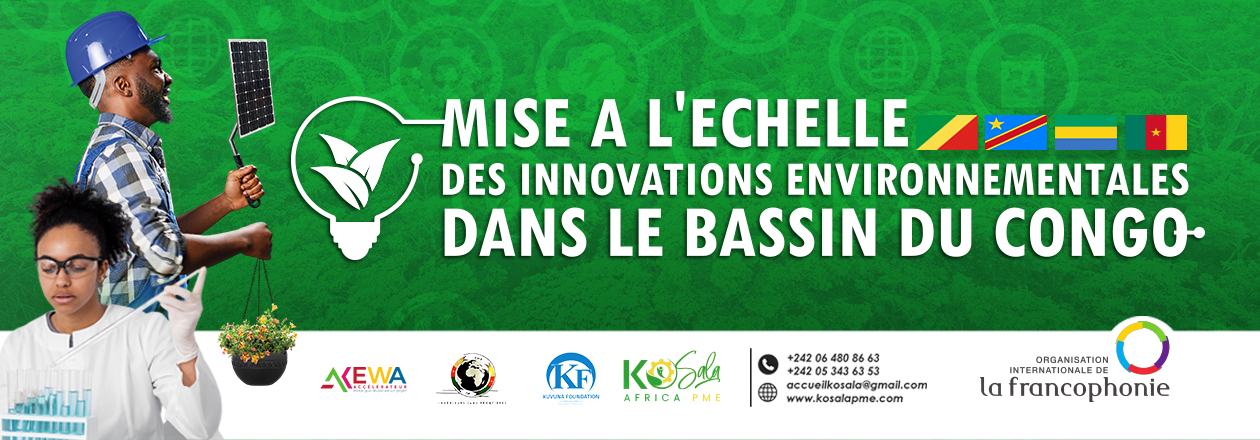 MISE A L'ECHELLE
DES INNOVATIONS ENVIRONNEMENTALES
DANS LE BASSIN DU CONGO
AKEWA
ACCELERATEUR
KF
KUVUNA FOUNDATION
KOSala
AFRICA PME
+242 06 480 86 63
+242 05 343 63 53
accueilkosala@gmail.com
www.kosalapme.com
ORGANISATION
INTERNATIONALE DE
la francophonie